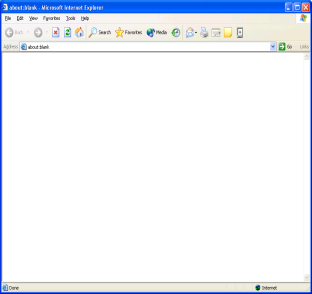 about:blank - Microsoft Internet Explorer
File Edit View Favorites Tools Help
Back Search Favorites Media
Address about:blank Go Links
Done Internet